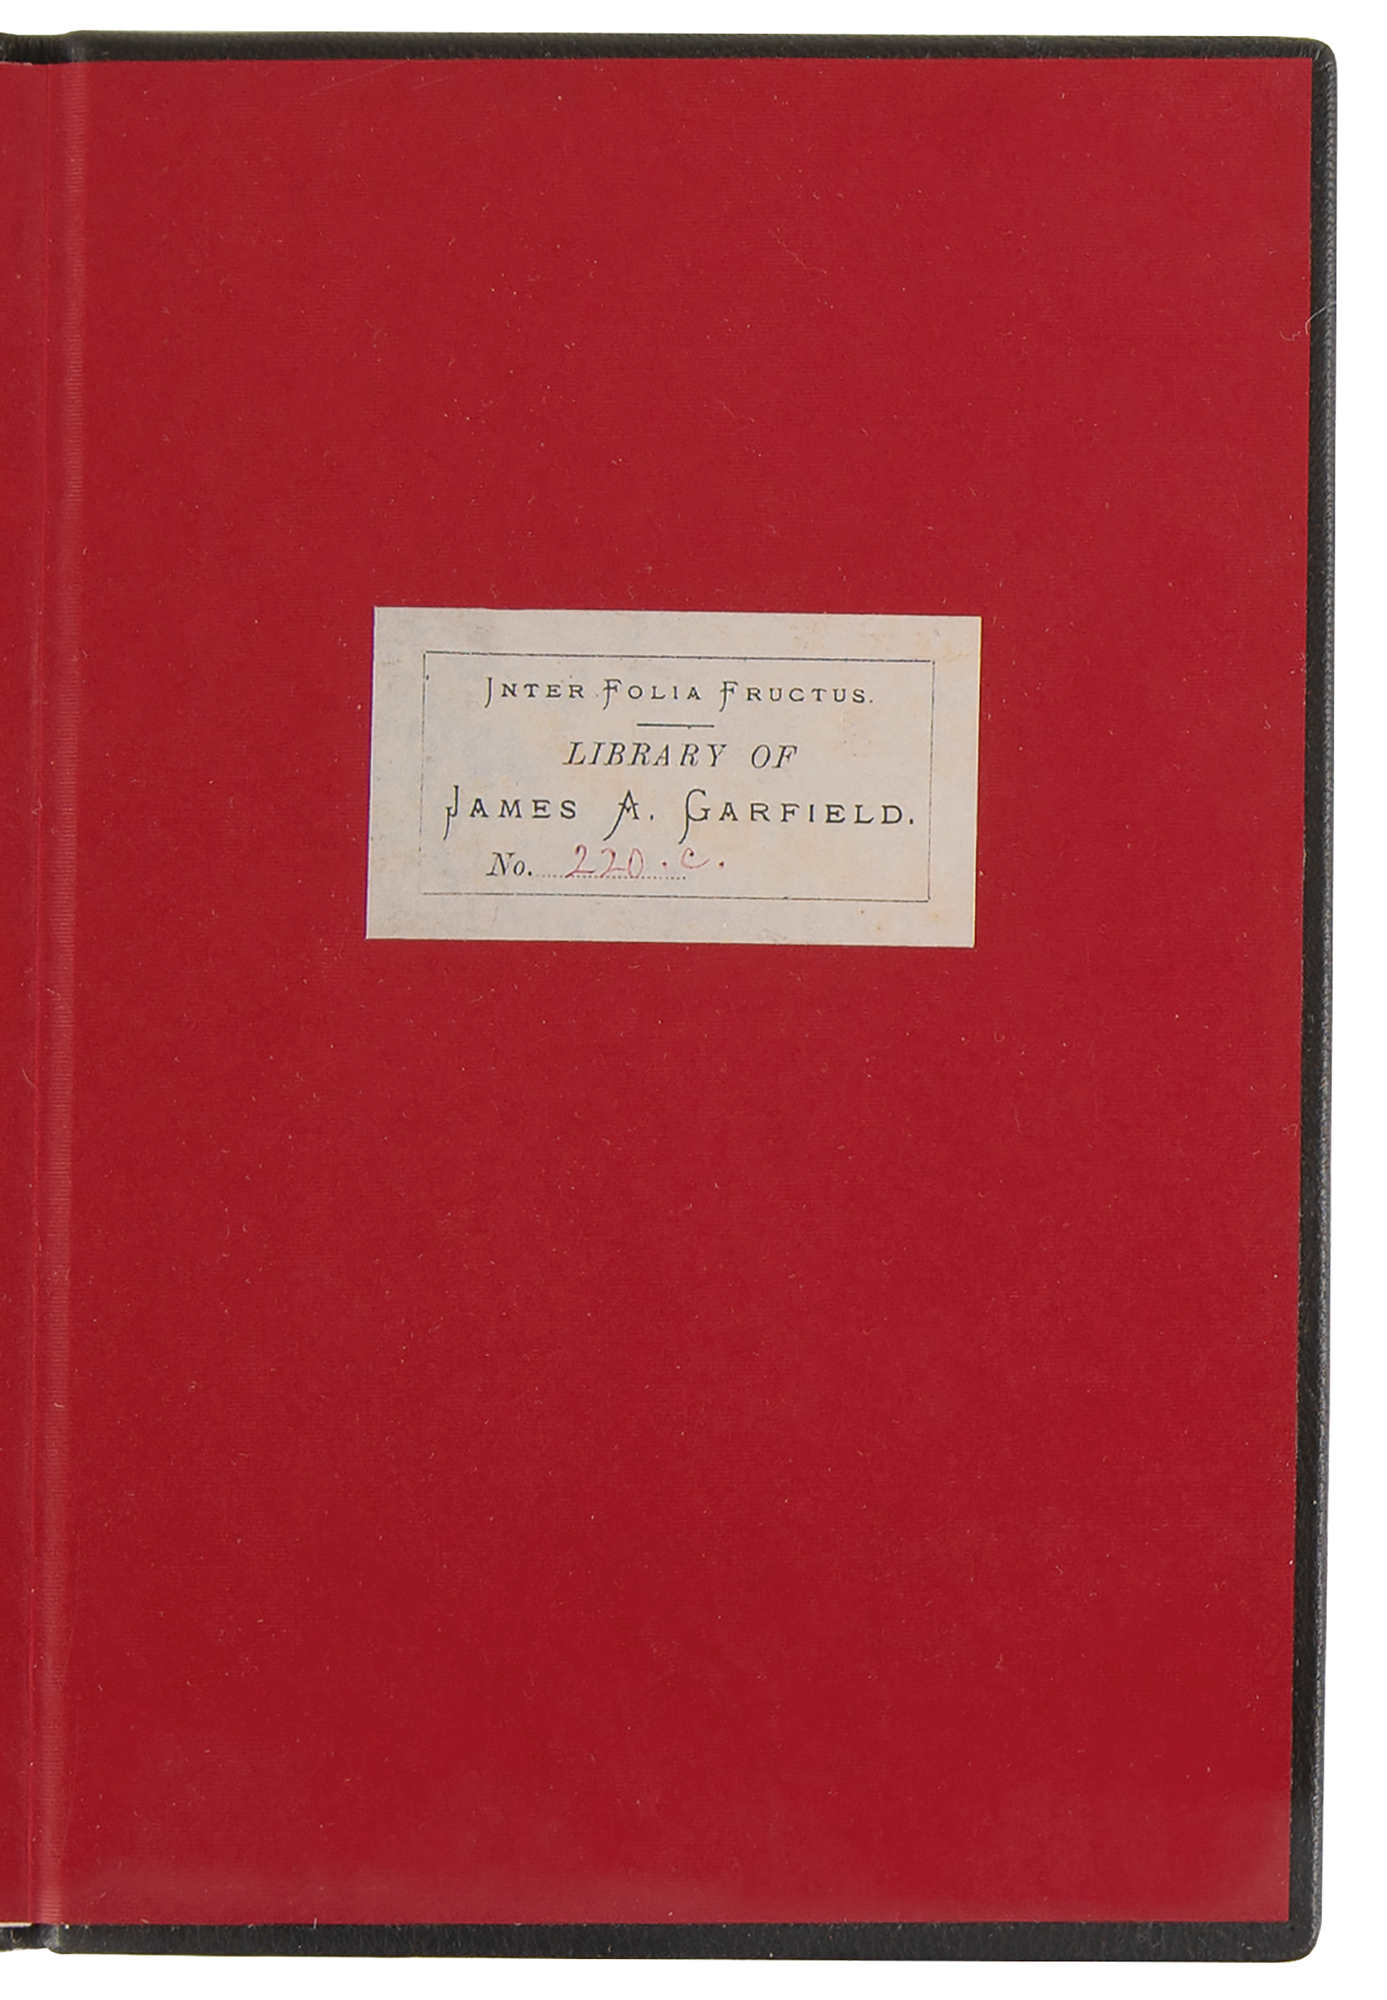 INTER FOLIA FRUCTUS.
LIBRARY OF
JAMES A. GARFIELD.
No. 220.c.